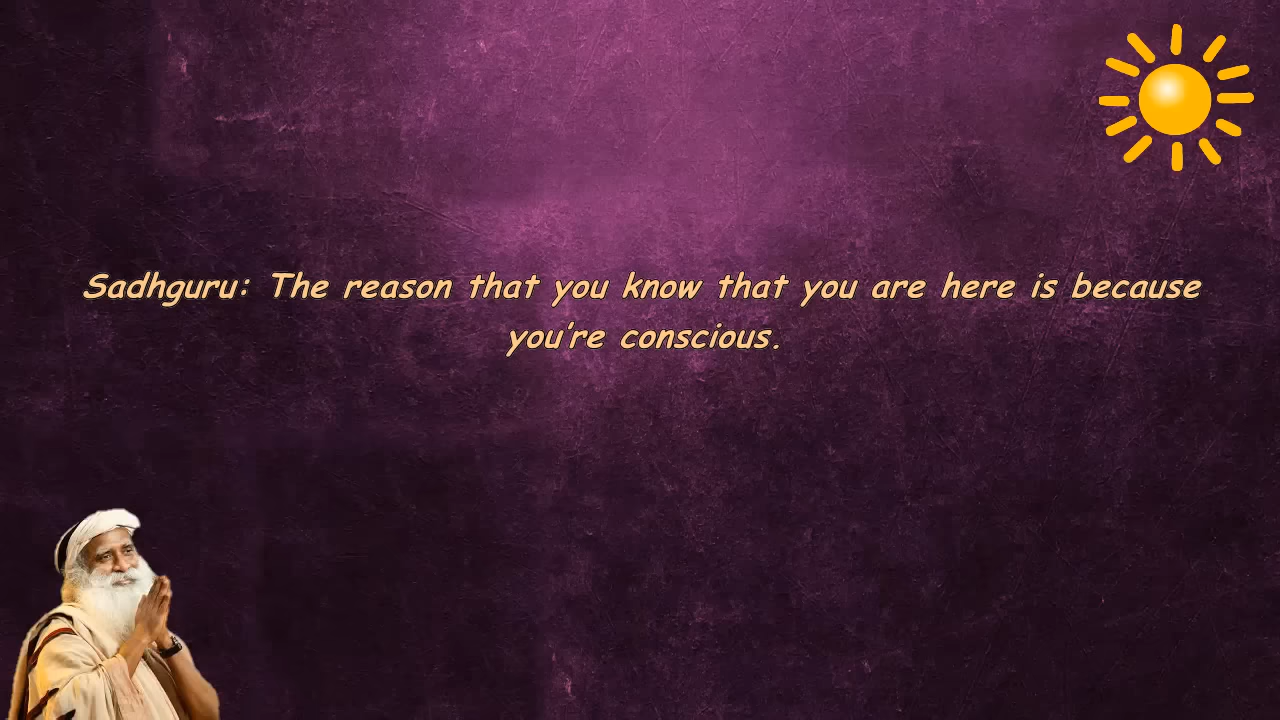 Sadhguru: The reason that you know that you are here is because
you're conscious.